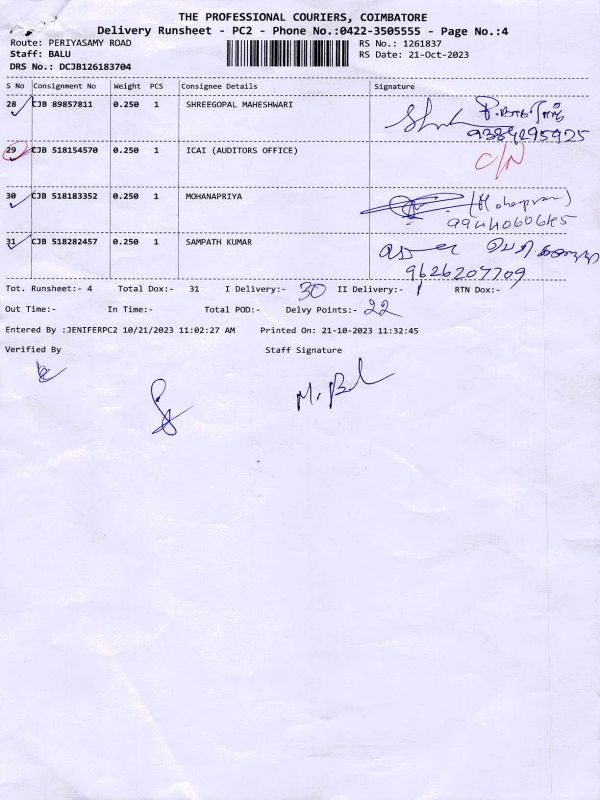 THE PROFESSIONAL COURIERS, COIMBATORE
Delivery Runsheet - PC2 - Phone No.:0422-3505555 - Page No.:4
Route: PERIYASAMY ROAD RS No.: 1261837
Staff: BALU RS Date: 21-Oct-2023
DRS No.: DCJB126183704
S No Consignment No Weight PCS Consignee Details Signature
28 CJB 89857811 0.250 1 SHREEGOPAL MAHESHWARI
9384295925
29 CJB 518154570 0.250 1 ICAI (AUDITORS OFFICE) C/N
30 CJB 518183352 0.250 1 MOHANAPRIYA
31 CJB 518282457 0.250 1 SAMPATH KUMAR
9626207709
Tot. Runsheet:- 4 Total Dox:- 31 I Delivery:- 30 II Delivery:- 1 RTN Dox:-
Out Time:- In Time:- Total POD:- Delvy Points:- 22
Entered By :JENIFERPC2 10/21/2023 11:02:27 AM Printed On: 21-10-2023 11:32:45
Verified By Staff Signature
M. Bal